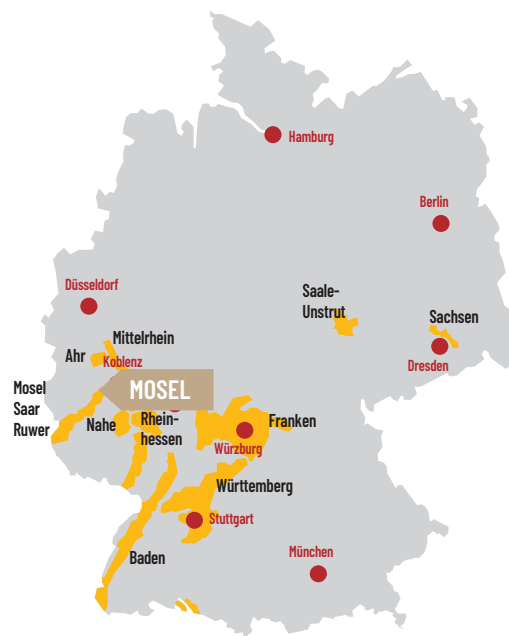 Hamburg
Berlin
Düsseldorf
Saale-
Unstrut
Sachsen
Mittelrhein
Ahr
Koblenz
Dresden
Mosel
Saar
Ruwer
MOSEL
Nahe
Rhein-
hessen
Franken
Würzburg
Württemberg
Stuttgart
Baden
München